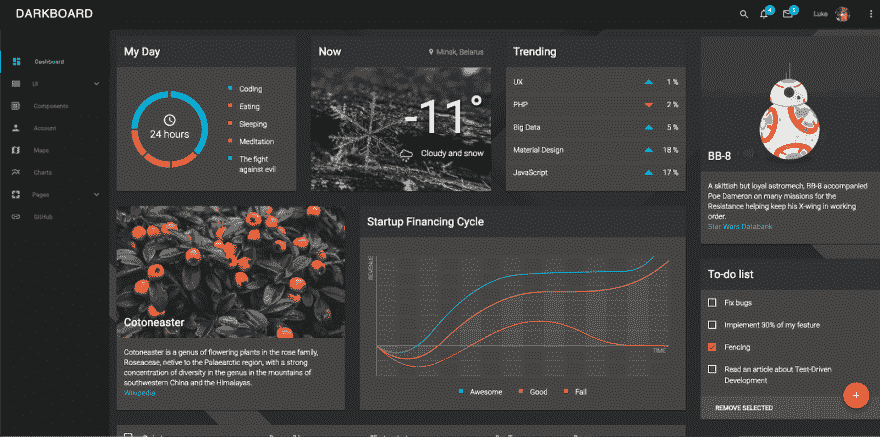 DARKBOARD
4
5
Luke
Dashboard
UI
Components
Account
Maps
Charts
Pages
GitHub
My Day
24 hours
Coding
Eating
Sleeping
Meditation
The fight
against evil
Now
Minsk, Belarus
-11°
Cloudy and snow
Trending
UX 1 %
PHP 2 %
Big Data 5 %
Material Design 18 %
JavaScript 17 %
BB-8
A skittish but loyal astromech, BB-8 accompanied
Poe Dameron on many missions for the
Resistance helping keep his X-wing in working
order.
Star Wars Databank
Cotoneaster
Cotoneaster is a genus of flowering plants in the rose family,
Roseaceae, native to the Palaearctic region, with a strong
concentration of diversity in the genus in the mountains of
southwestern China and the Himalayas.
Wikipedia
Startup Financing Cycle
REVENUE
TIME
Awesome
Good
Fail
To-do list
Fix bugs
Implement 30% of my feature
Fencing
Read an article about Test-Driven
Development
REMOVE SELECTED